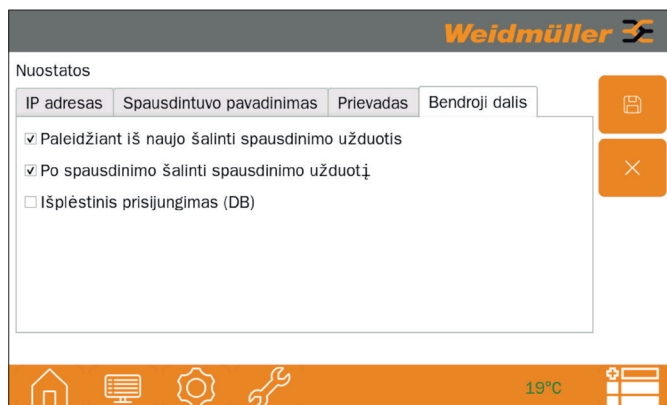 Weidmüller
Nuostatos
IP adresas Spausdintuvo pavadinimas Prievadas Bendroji dalis
Paleidžiant iš naujo šalinti spausdinimo užduotis
Po spausdinimo šalinti spausdinimo užduotį
Išplėstinis prisijungimas (DB)
19°C